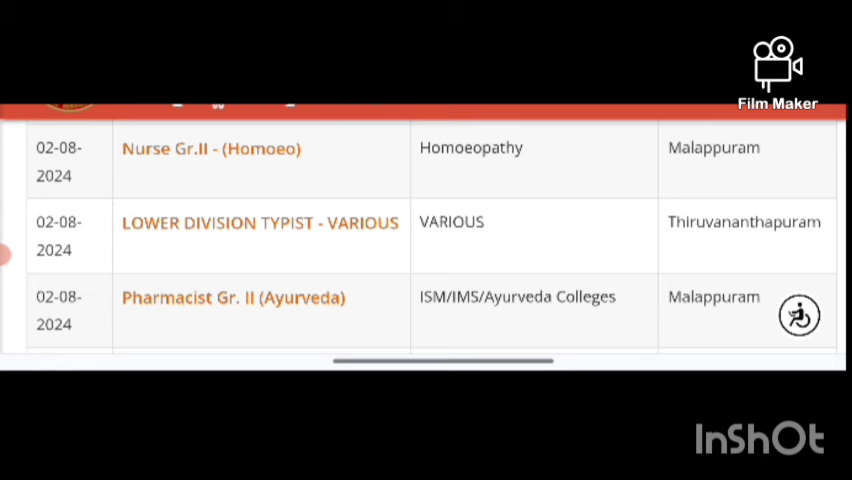 Film Maker
02-08-
2024
Nurse Gr.II - (Homoeo)
Homoeopathy
Malappuram
02-08-
2024
LOWER DIVISION TYPIST - VARIOUS
VARIOUS
Thiruvananthapuram
02-08-
2024
Pharmacist Gr. II (Ayurveda)
ISM/IMS/Ayurveda Colleges
Malappuram
InShOt